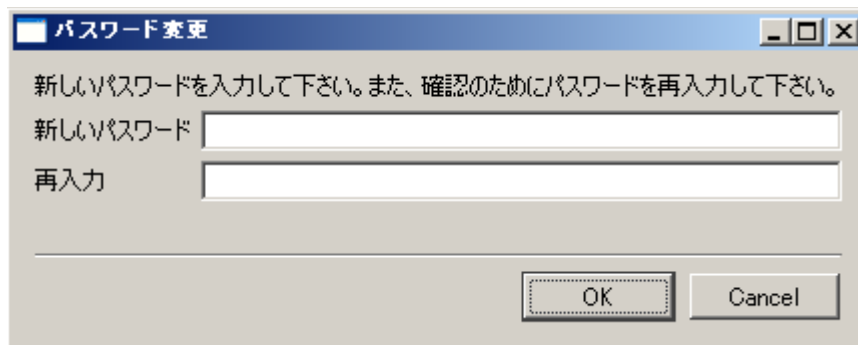 パスワード変更
新しいパスワードを入力して下さい。また、確認のためにパスワードを再入力して下さい。
新しいパスワード
再入力
OK Cancel